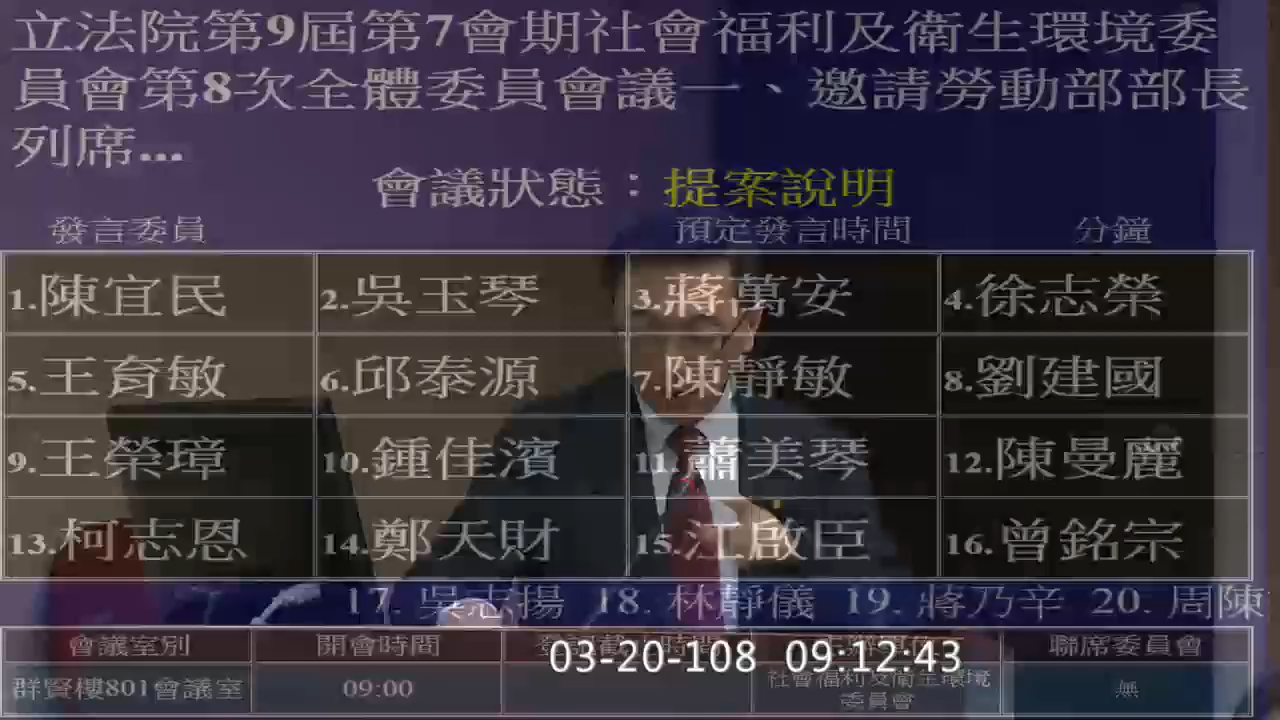 立法院第9屆第7會期社會福利及衛生環境委
員會第8次全體委員會議一、邀請勞動部部長
列席...
會議狀態：提案說明
發言委員 預定發言時間 分鐘
1.陳宜民 2.吳玉琴 3.蔣萬安 4.徐志榮
5.王育敏 6.邱泰源 7.陳靜敏 8.劉建國
9.王榮璋 10.鍾佳濱 11.蕭美琴 12.陳曼麗
13.柯志恩 14.鄭天財 15.江啟臣 16.曾銘宗
17. 吳志揚 18. 林靜儀 19. 蔣乃辛 20. 周陳
會議室別 開會時間 聯席委員會
03-20-108 09:12:43
群賢樓801會議室 09:00 社會福利及衛生環境
委員會 無